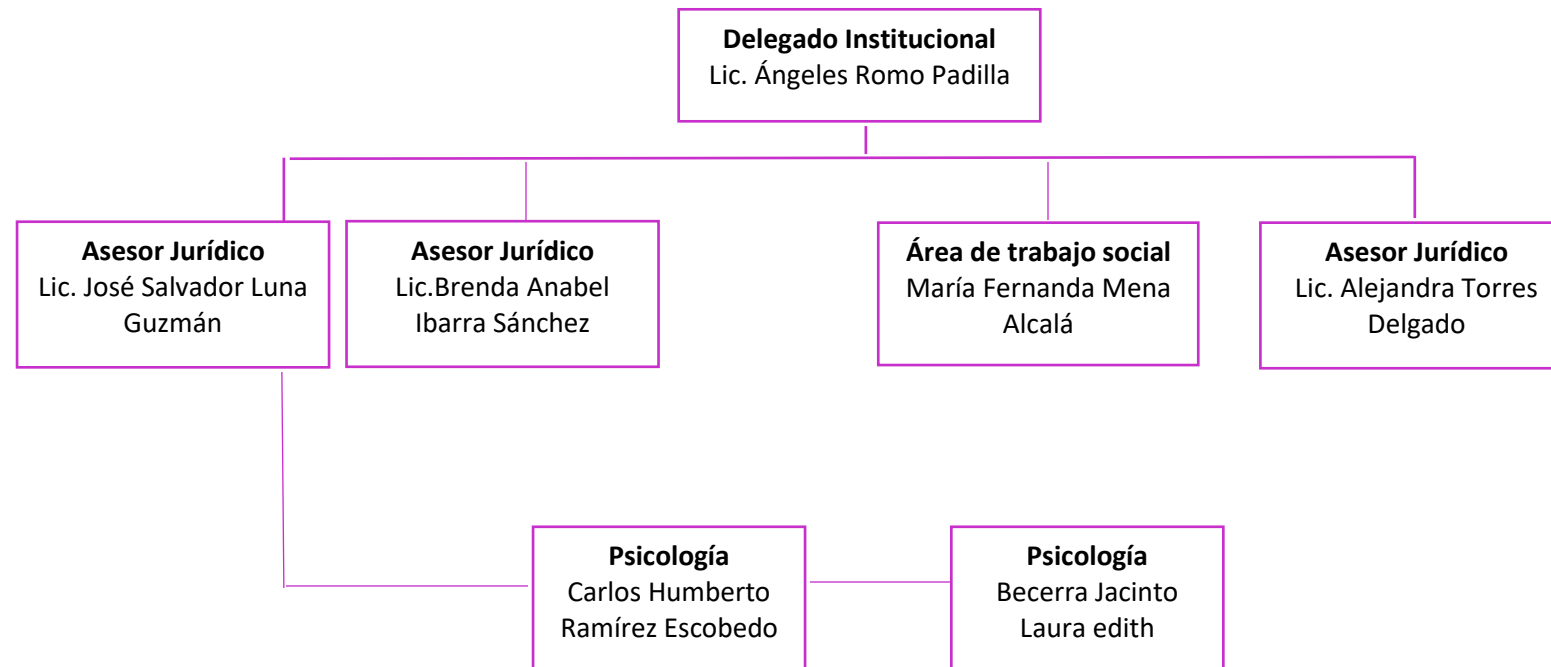 Delegado Institucional
Lic. Ángeles Romo Padilla
Asesor Jurídico
Lic. José Salvador Luna
Guzmán
Asesor Jurídico
Lic.Brenda Anabel
Ibarra Sánchez
Área de trabajo social
María Fernanda Mena
Alcalá
Asesor Jurídico
Lic. Alejandra Torres
Delgado
Psicología
Carlos Humberto
Ramírez Escobedo
Psicología
Becerra Jacinto
Laura edith